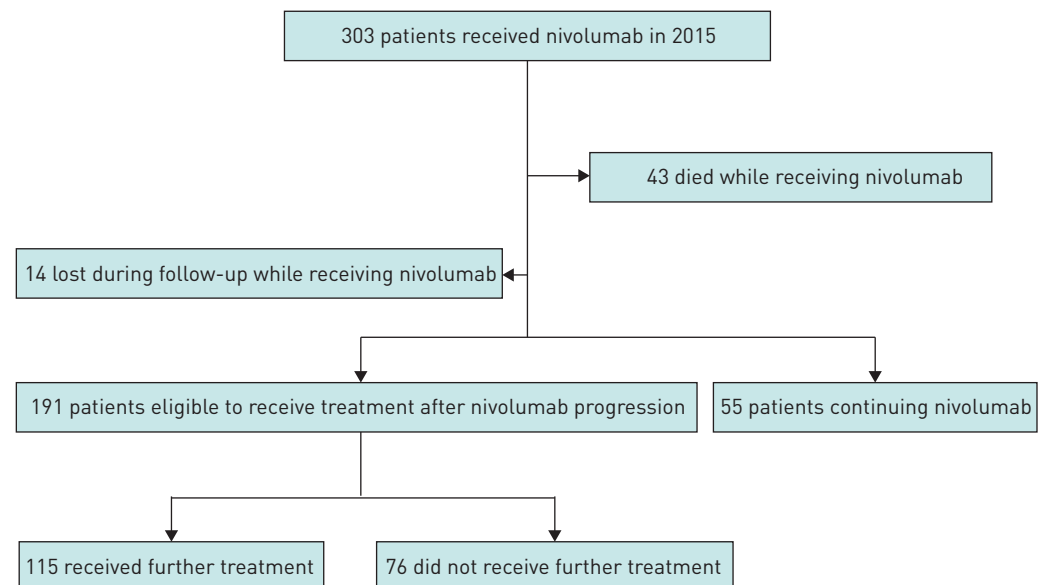 303 patients received nivolumab in 2015
43 died while receiving nivolumab
14 lost during follow-up while receiving nivolumab
191 patients eligible to receive treatment after nivolumab progression
55 patients continuing nivolumab
115 received further treatment
76 did not receive further treatment